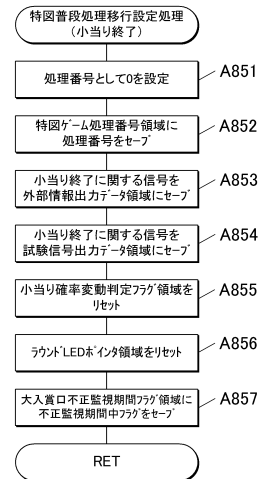 特図普段処理移行設定処理
(小当り終了)
処理番号として0を設定
A851
特図ゲーム処理番号領域に
処理番号をセーブ
A852
小当り終了に関する信号を
外部情報出力データ領域にセーブ
A853
小当り終了に関する信号を
試験信号出力データ領域にセーブ
A854
小当り確率変動判定フラグ領域を
リセット
A855
ラウンドLEDポインタ領域をリセット
A856
大入賞口不正監視期間フラグ領域に
不正監視期間中フラグをセーブ
A857
RET